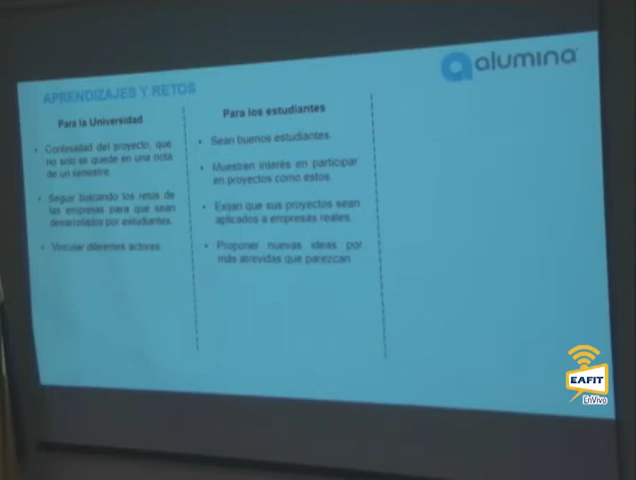 alumina
APRENDIZAJES Y RETOS
Para la Universidad
• Continuidad del proyecto, que
no solo se quede en una nota
de un semestre.
• Seguir buscando los retos de
las empresas para que sean
desarrollados por estudiantes.
• Vincular diferentes actores.
Para los estudiantes
• Sean buenos estudiantes.
• Muestren interés en participar
en proyectos como estos.
• Exijan que sus proyectos sean
aplicados a empresas reales.
• Proponer nuevas ideas por
más atrevidas que parezcan
EAFIT
EnVivo